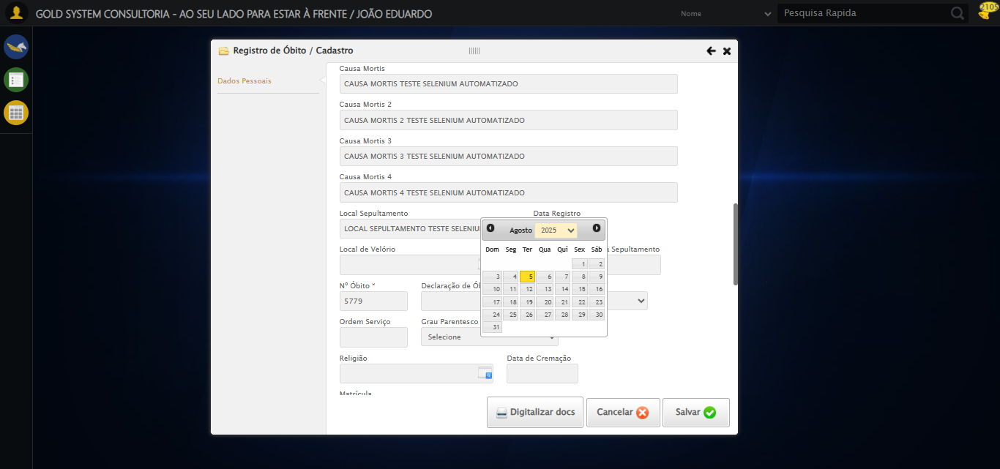 GOLD SYSTEM CONSULTORIA - AO SEU LADO PARA ESTAR À FRENTE / JOÃO EDUARDO
Nome
Pesquisa Rapida
2105
Registro de Óbito / Cadastro
Dados Pessoais
Causa Mortis
CAUSA MORTIS TESTE SELENIUM AUTOMATIZADO
Causa Mortis 2
CAUSA MORTIS 2 TESTE SELENIUM AUTOMATIZADO
Causa Mortis 3
CAUSA MORTIS 3 TESTE SELENIUM AUTOMATIZADO
Causa Mortis 4
CAUSA MORTIS 4 TESTE SELENIUM AUTOMATIZADO
Local Sepultamento
Data Registro
LOCAL SEPULTAMENTO TESTE SELENIU
Agosto 2025
Dom Seg Ter Qua Qui Sex Sáb
1 2
3 4 5 6 7 8 9
10 11 12 13 14 15 16
17 18 19 20 21 22 23
24 25 26 27 28 29 30
31
Local de Velório
a Sepultamento
Nº Óbito *
Declaração de Ób
5779
Ordem Serviço
Grau Parentesco
Selecione
Religião
Data de Cremação
Matrícula
Digitalizar docs
Cancelar
Salvar